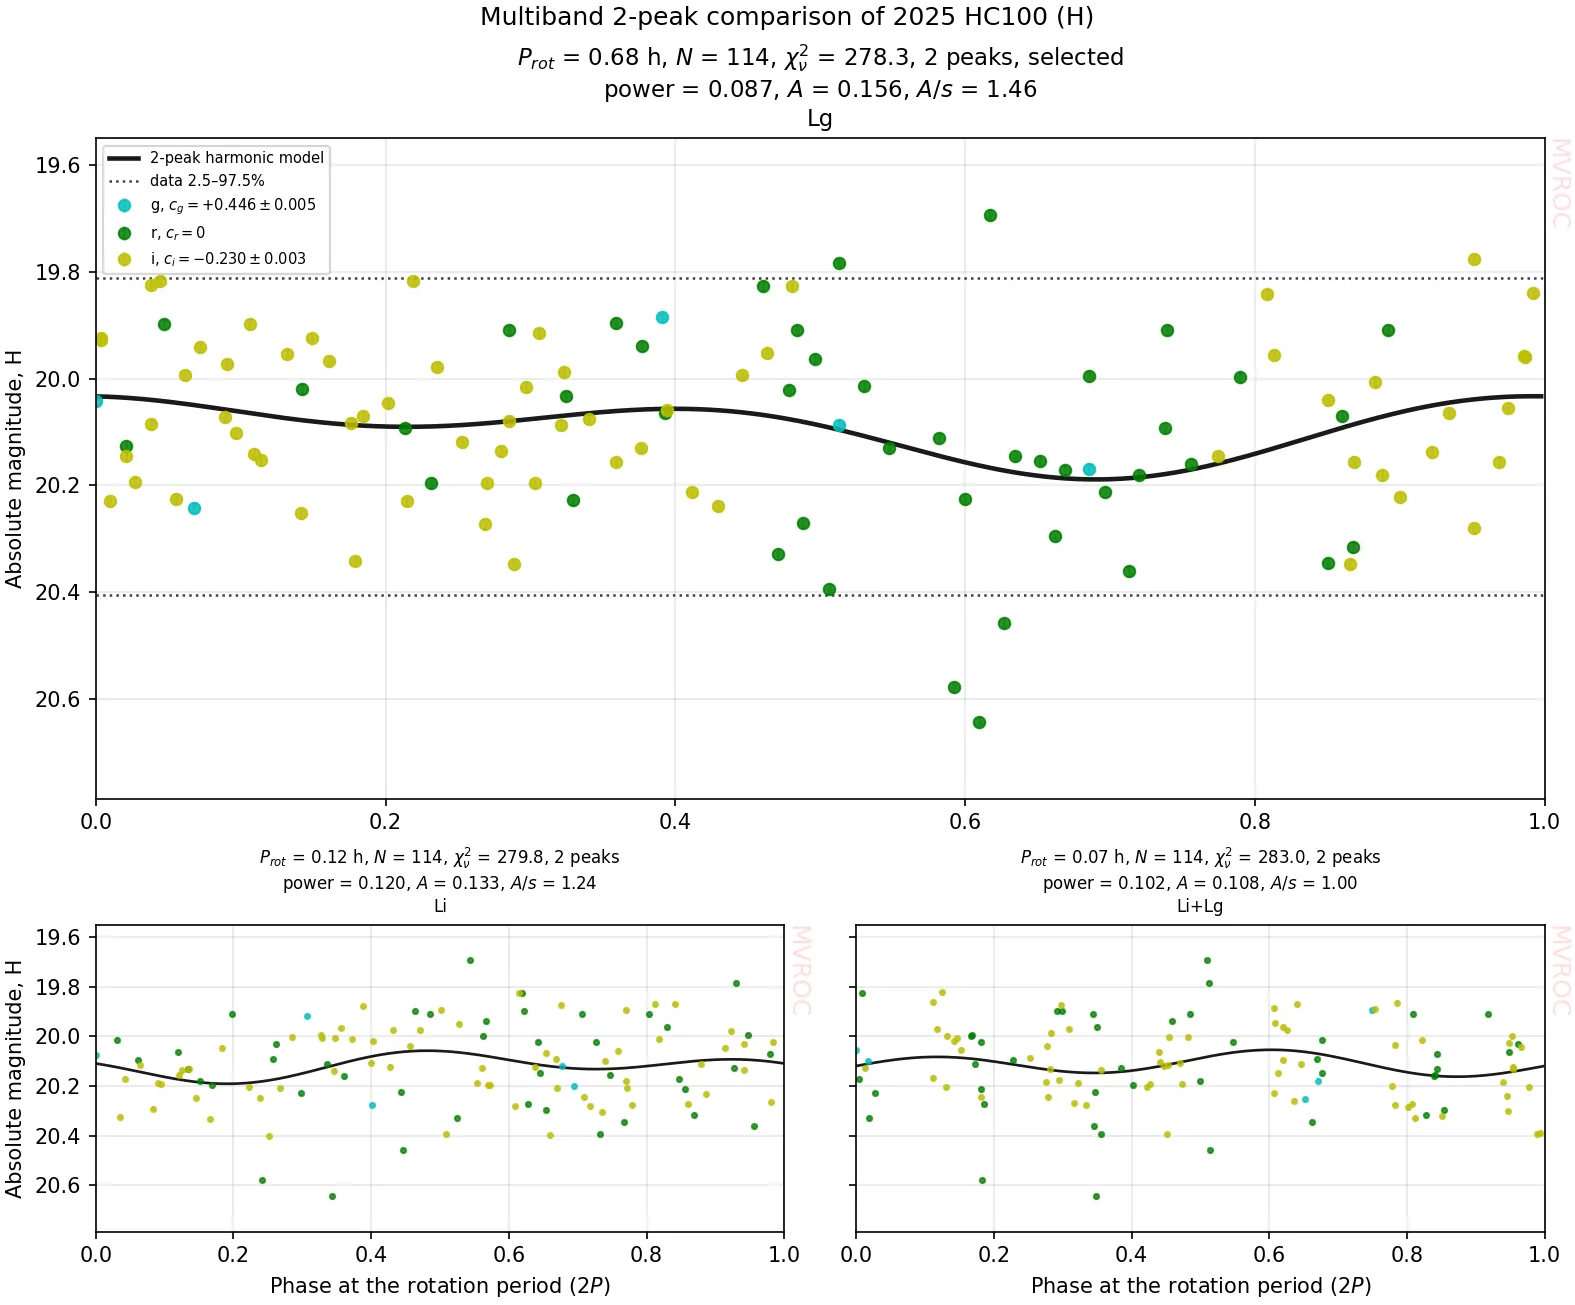 Multiband 2-peak comparison of 2025 HC100 (H)
P_rot = 0.68 h, N = 114, χ²_ν = 278.3, 2 peaks, selected
power = 0.087, A = 0.156, A/s = 1.46
Lg
2-peak harmonic model
data 2.5–97.5%
g, c_g = +0.446 ± 0.005
r, c_r = 0
i, c_i = −0.230 ± 0.003
MVROC
Absolute magnitude, H
19.6
19.8
20.0
20.2
20.4
20.6
0.0 0.2 0.4 0.6 0.8 1.0
P_rot = 0.12 h, N = 114, χ²_ν = 279.8, 2 peaks
power = 0.120, A = 0.133, A/s = 1.24
Li
MVROC
Absolute magnitude, H
19.6
19.8
20.0
20.2
20.4
20.6
0.0 0.2 0.4 0.6 0.8 1.0
Phase at the rotation period (2P)
P_rot = 0.07 h, N = 114, χ²_ν = 283.0, 2 peaks
power = 0.102, A = 0.108, A/s = 1.00
Li+Lg
MVROC
0.0 0.2 0.4 0.6 0.8 1.0
Phase at the rotation period (2P)